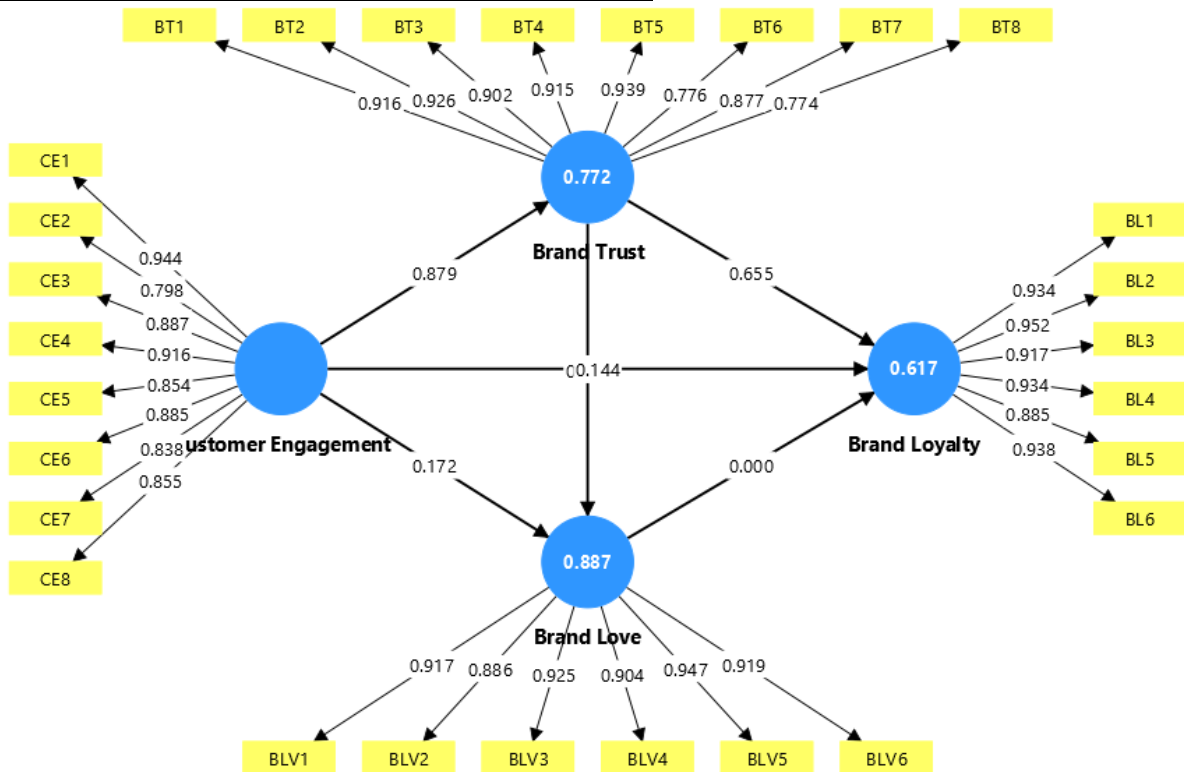 BT1 BT2 BT3 BT4 BT5 BT6 BT7 BT8
0.916 0.926 0.902 0.915 0.939 0.776 0.877 0.774
CE1
CE2
CE3
CE4
CE5
CE6
CE7
CE8
0.944
0.798
0.887
0.916
0.854
0.885
0.838
0.855
0.772
Brand Trust
0.879
0.655
0.144
ustomer Engagement
0.172
0.000
0.617
Brand Loyalty
0.934
0.952
0.917
0.934
0.885
0.938
BL1
BL2
BL3
BL4
BL5
BL6
0.887
Brand Love
0.917 0.886 0.925 0.904 0.947 0.919
BLV1 BLV2 BLV3 BLV4 BLV5 BLV6